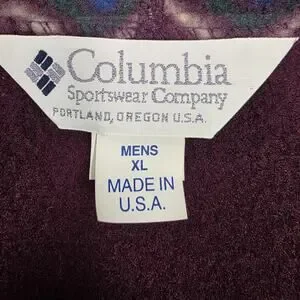 Columbia
Sportswear Company
PORTLAND, OREGON U.S.A.
MENS
XL
MADE IN
U.S.A.